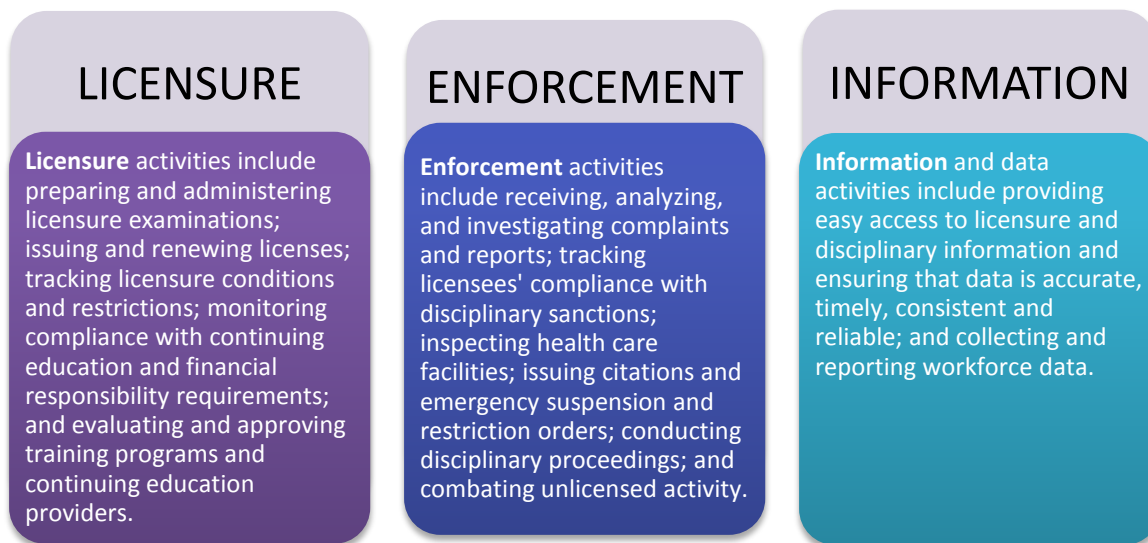 LICENSURE
Licensure activities include
preparing and administering
licensure examinations;
issuing and renewing licenses;
tracking licensure conditions
and restrictions; monitoring
compliance with continuing
education and financial
responsibility requirements;
and evaluating and approving
training programs and
continuing education
providers.
ENFORCEMENT
Enforcement activities
include receiving, analyzing,
and investigating complaints
and reports; tracking
licensees' compliance with
disciplinary sanctions;
inspecting health care
facilities; issuing citations and
emergency suspension and
restriction orders; conducting
disciplinary proceedings; and
combating unlicensed activity.
INFORMATION
Information and data
activities include providing
easy access to licensure and
disciplinary information and
ensuring that data is accurate,
timely, consistent and
reliable; and collecting and
reporting workforce data.